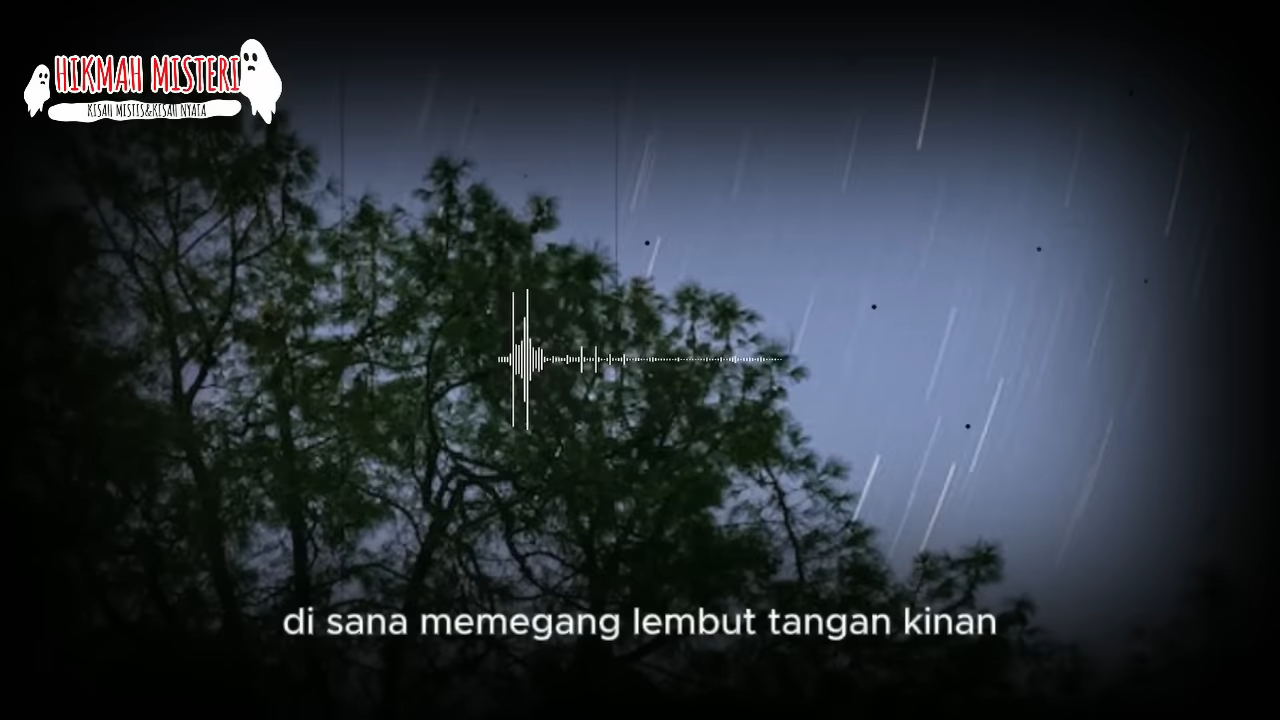 HIKMAH MISTERI
KISAH MISTIS&KISAH NYATA
di sana memegang lembut tangan kinan